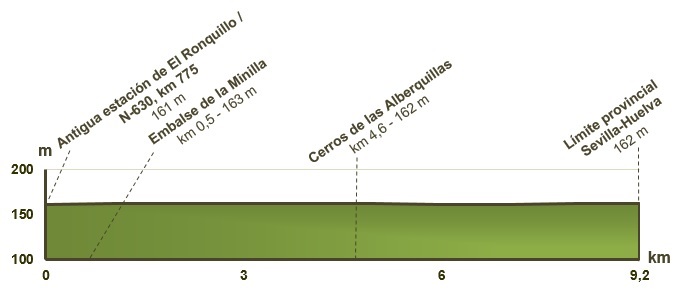 Antigua estación de El Ronquillo /
N-630, km 775
161 m
Embalse de la Minilla
km 0,5 - 163 m
Cerros de las Alberquillas
km 4,6 - 162 m
Límite provincial
Sevilla-Huelva
162 m
m
200
150
100
km
0
3
6
9,2